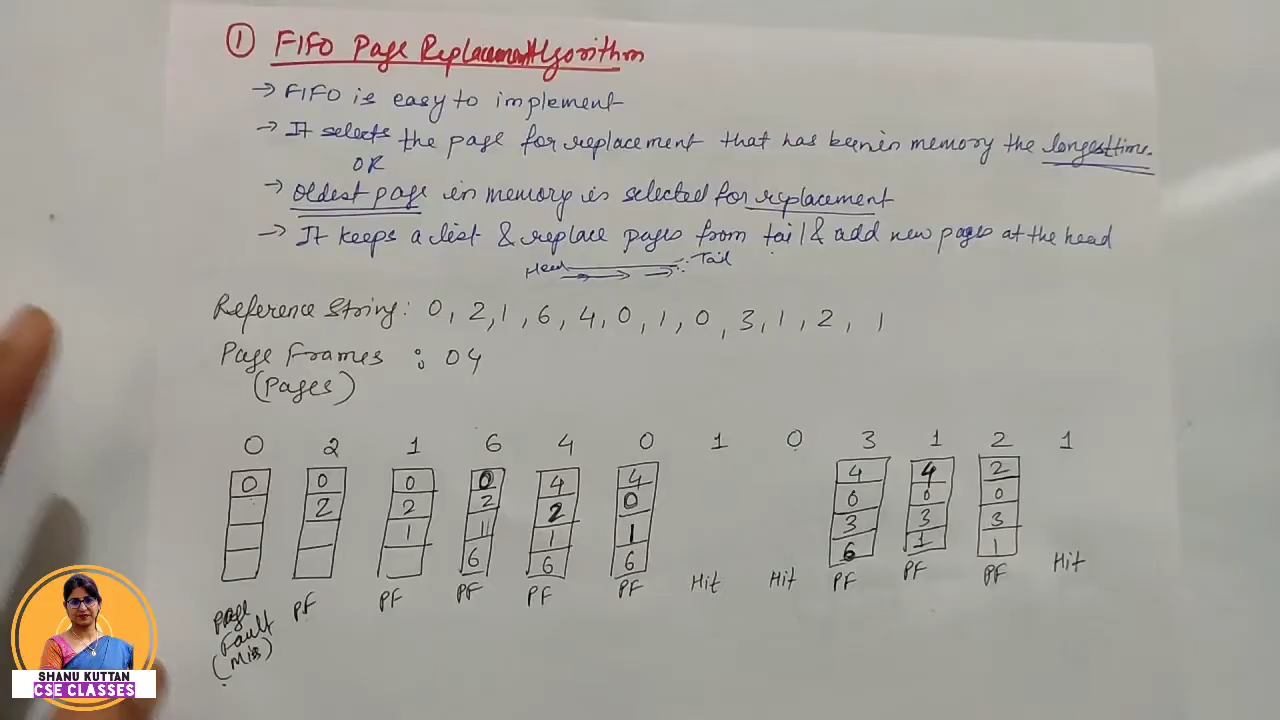 ① FIFO Page Replacement Algorithm
→ FIFO is easy to implement
→ It selects the page for replacement that has been in memory the longest time.
OR
→ Oldest page in memory is selected for replacement
→ It keeps a list & replace pages from tail & add new pages at the head
Head Tail
Reference String: 0, 2, 1, 6, 4, 0, 1, 0, 3, 1, 2, 1
Page Frames : 04
(Pages)
0 2 1 6 4 0 1 0 3 1 2 1
0 0 0 0 4 4 4 4 2
2 2 2 2 0 0 0 0
1 1 1 1 3 3 3
6 6 6 6 1 1
Page Fault (Miss) PF PF PF PF PF Hit Hit PF PF PF Hit
SHANU KUTTAN
CSE CLASSES